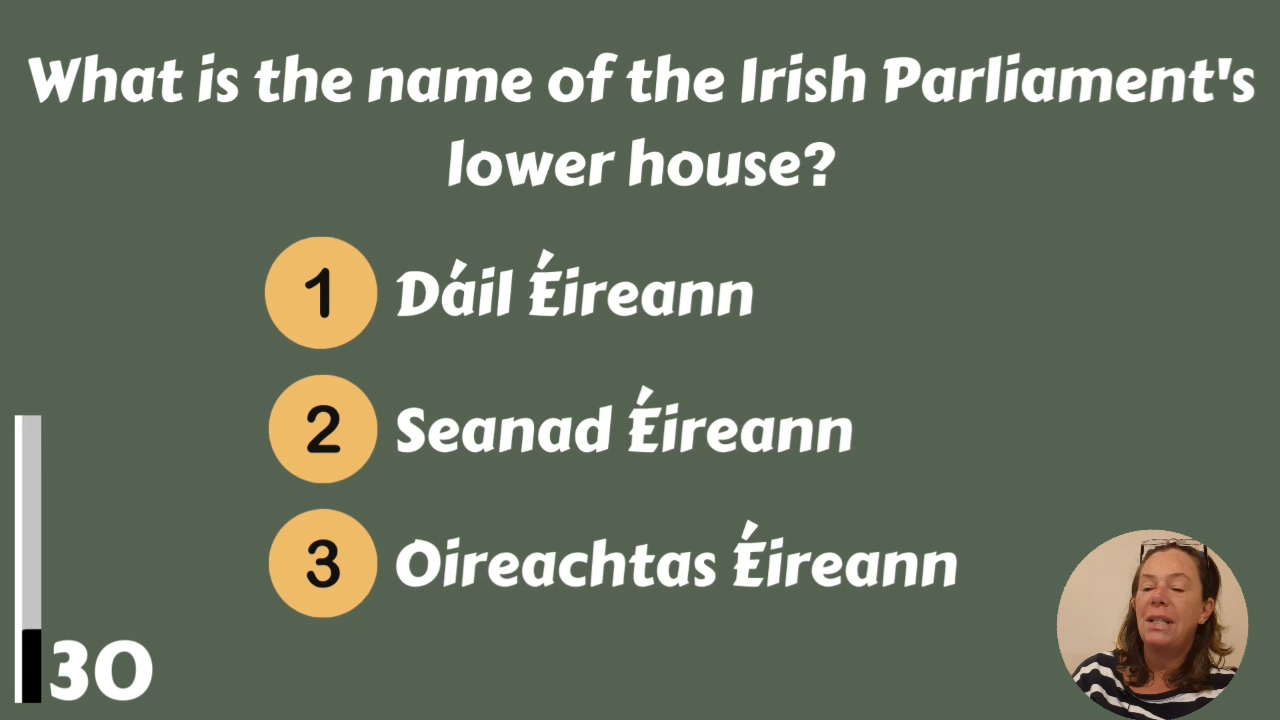 What is the name of the Irish Parliament's
lower house?
1 Dáil Éireann
2 Seanad Éireann
3 Oireachtas Éireann
30